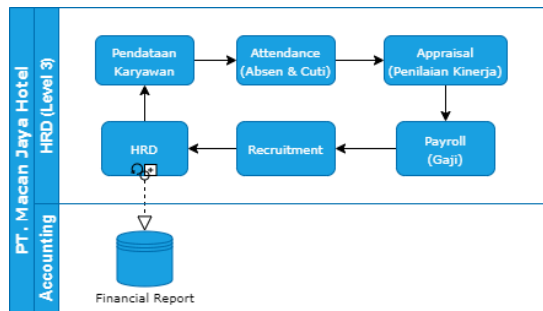 PT. Macan Jaya Hotel
HRD (Level 3)
Pendataan
Karyawan
Attendance
(Absen & Cuti)
Appraisal
(Penilaian Kinerja)
HRD
Recruitment
Payroll
(Gaji)
Accounting
Financial Report